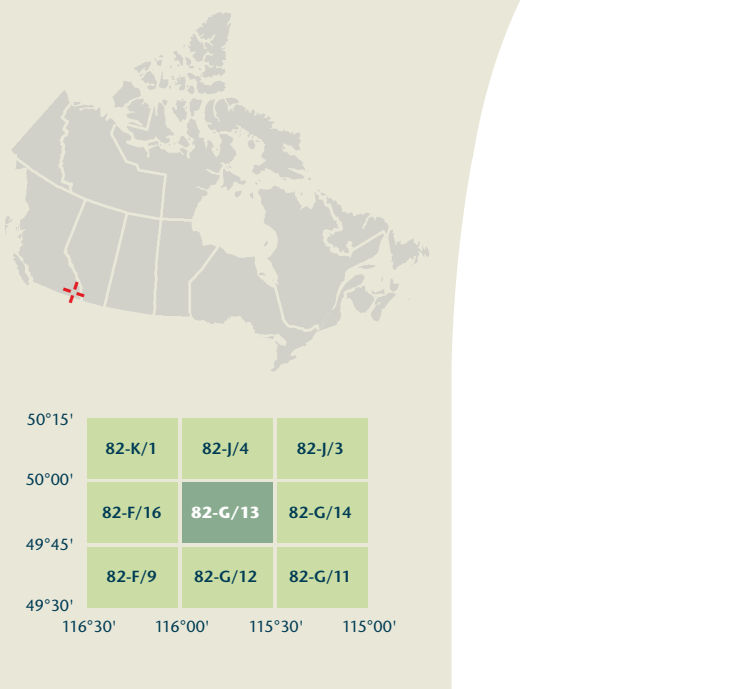 50°15'
82-K/1 82-J/4 82-J/3
50°00'
82-F/16 82-G/13 82-G/14
49°45'
82-F/9 82-G/12 82-G/11
49°30'
116°30' 116°00' 115°30' 115°00'